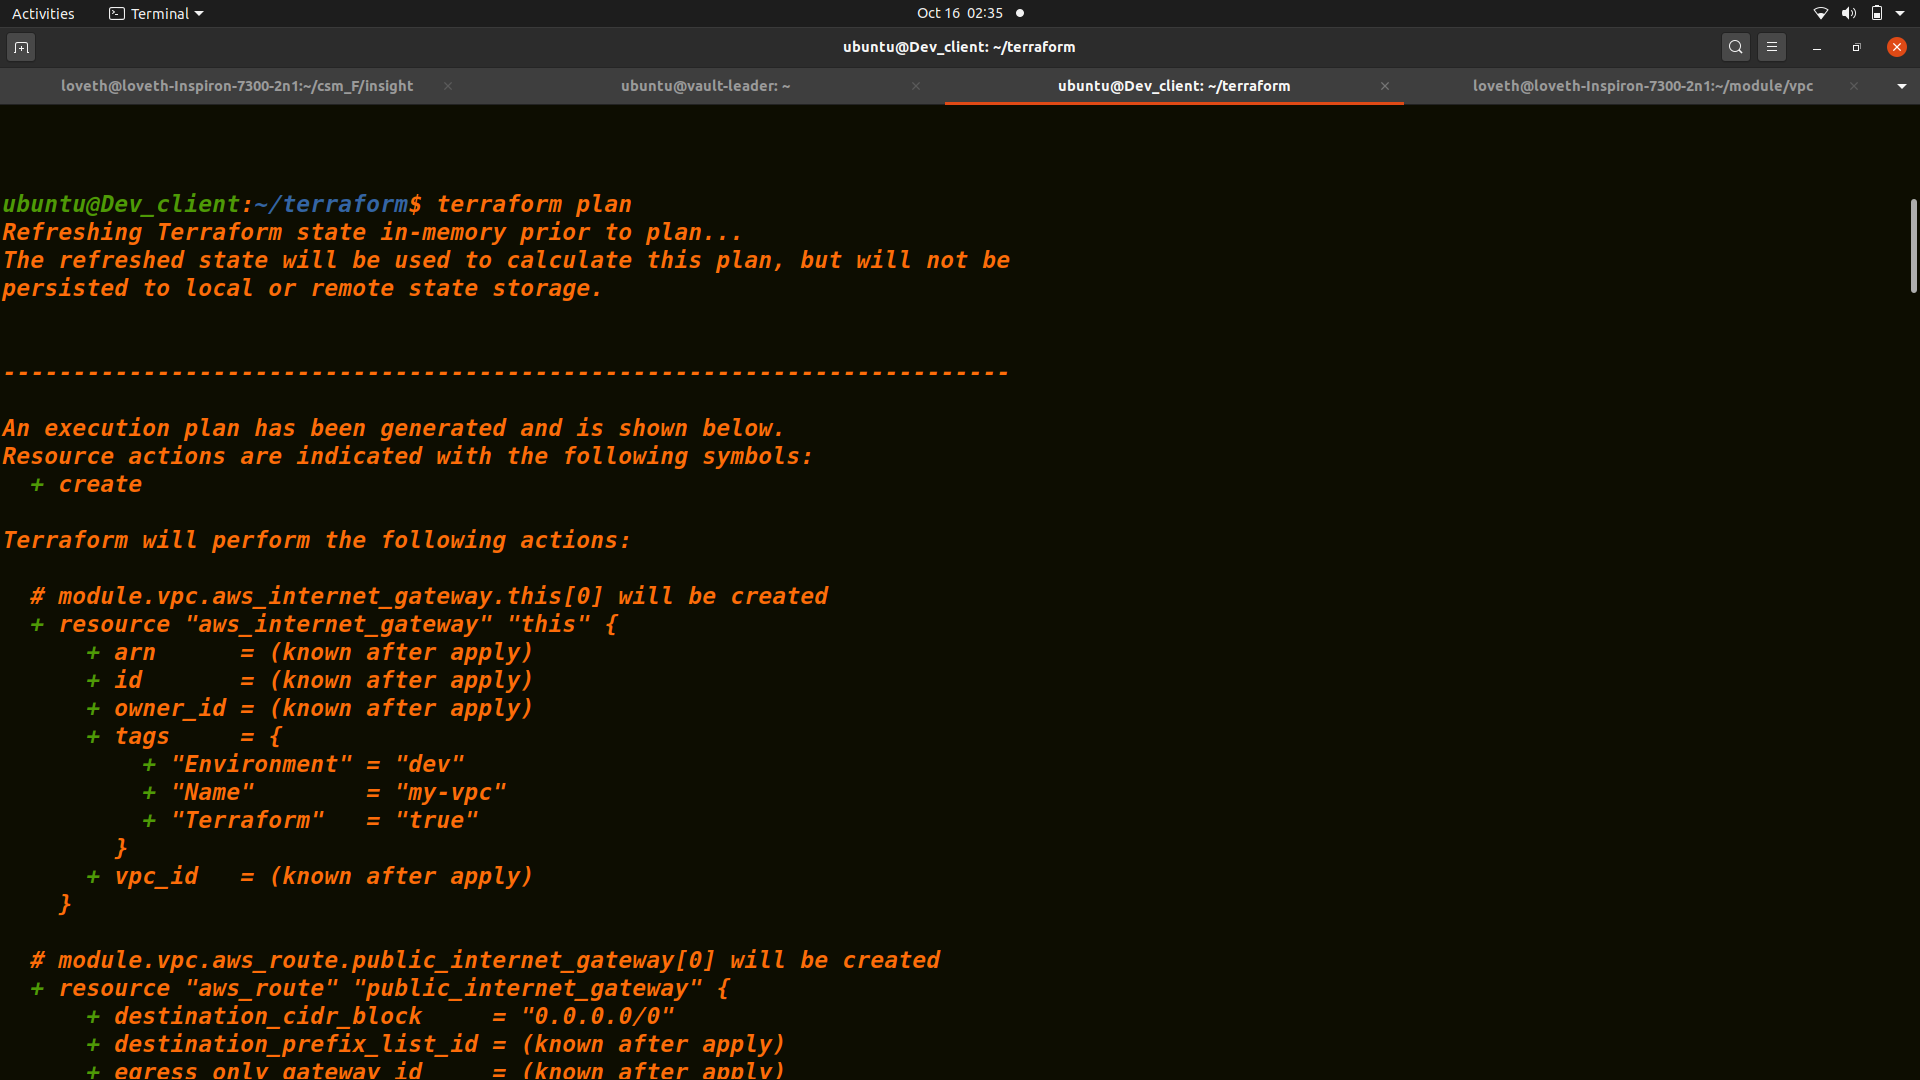 Activities Terminal Oct 16 02:35
ubuntu@Dev_client: ~/terraform
loveth@loveth-Inspiron-7300-2n1:~/csm_F/insight × ubuntu@vault-leader: ~ × ubuntu@Dev_client: ~/terraform × loveth@loveth-Inspiron-7300-2n1:~/module/vpc ×
ubuntu@Dev_client:~/terraform$ terraform plan
Refreshing Terraform state in-memory prior to plan...
The refreshed state will be used to calculate this plan, but will not be
persisted to local or remote state storage.
------------------------------------------------------------------------
An execution plan has been generated and is shown below.
Resource actions are indicated with the following symbols:
  + create
Terraform will perform the following actions:
  # module.vpc.aws_internet_gateway.this[0] will be created
  + resource "aws_internet_gateway" "this" {
      + arn      = (known after apply)
      + id       = (known after apply)
      + owner_id = (known after apply)
      + tags     = {
          + "Environment" = "dev"
          + "Name"        = "my-vpc"
          + "Terraform"   = "true"
        }
      + vpc_id   = (known after apply)
    }
  # module.vpc.aws_route.public_internet_gateway[0] will be created
  + resource "aws_route" "public_internet_gateway" {
      + destination_cidr_block     = "0.0.0.0/0"
      + destination_prefix_list_id = (known after apply)
      + egress_only_gateway_id     = (known after apply)